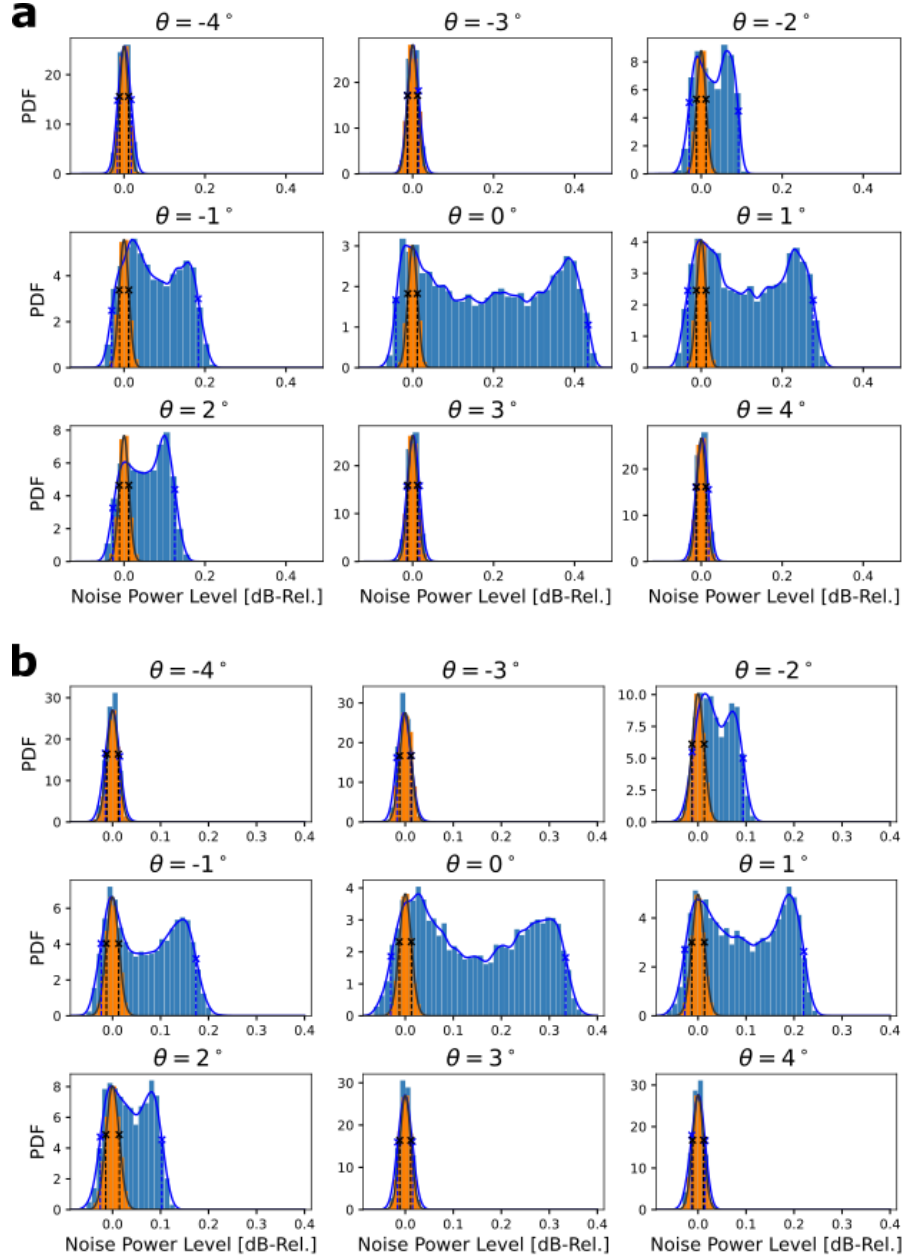 a
θ = -4° θ = -3° θ = -2°
PDF
20
10
0
0.0 0.2 0.4
20
10
0
0.0 0.2 0.4
8
6
4
2
0
0.0 0.2 0.4
θ = -1° θ = 0° θ = 1°
PDF
4
2
0
0.0 0.2 0.4
3
2
1
0
0.0 0.2 0.4
4
3
2
1
0
0.0 0.2 0.4
θ = 2° θ = 3° θ = 4°
PDF
8
6
4
2
0
0.0 0.2 0.4
20
10
0
0.0 0.2 0.4
20
10
0
0.0 0.2 0.4
Noise Power Level [dB-Rel.] Noise Power Level [dB-Rel.] Noise Power Level [dB-Rel.]
b
θ = -4° θ = -3° θ = -2°
PDF
30
20
10
0
0.0 0.1 0.2 0.3 0.4
30
20
10
0
0.0 0.1 0.2 0.3 0.4
10.0
7.5
5.0
2.5
0.0
0.0 0.1 0.2 0.3 0.4
θ = -1° θ = 0° θ = 1°
PDF
6
4
2
0
0.0 0.1 0.2 0.3 0.4
4
3
2
1
0
0.0 0.1 0.2 0.3 0.4
4
2
0
0.0 0.1 0.2 0.3 0.4
θ = 2° θ = 3° θ = 4°
PDF
8
6
4
2
0
0.0 0.1 0.2 0.3 0.4
30
20
10
0
0.0 0.1 0.2 0.3 0.4
30
20
10
0
0.0 0.1 0.2 0.3 0.4
Noise Power Level [dB-Rel.] Noise Power Level [dB-Rel.] Noise Power Level [dB-Rel.]